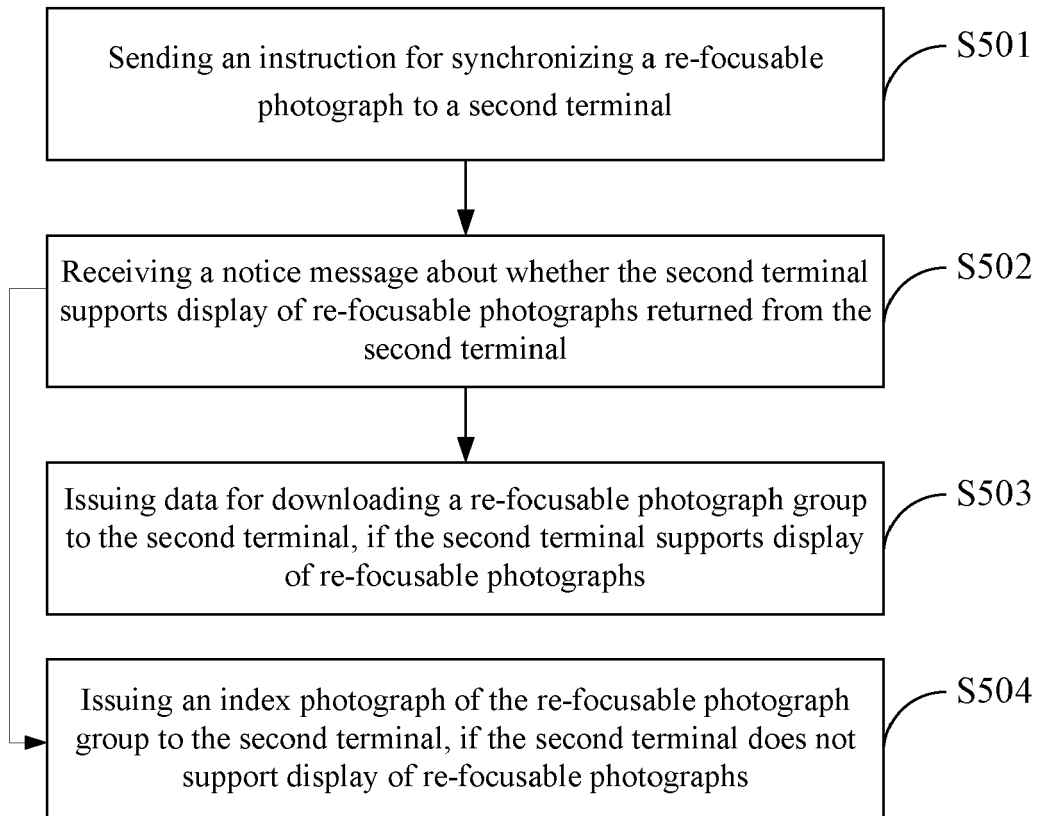 Sending an instruction for synchronizing a re-focusable
photograph to a second terminal
S501
Receiving a notice message about whether the second terminal
supports display of re-focusable photographs returned from the
second terminal
S502
Issuing data for downloading a re-focusable photograph group
to the second terminal, if the second terminal supports display
of re-focusable photographs
S503
Issuing an index photograph of the re-focusable photograph
group to the second terminal, if the second terminal does not
support display of re-focusable photographs
S504